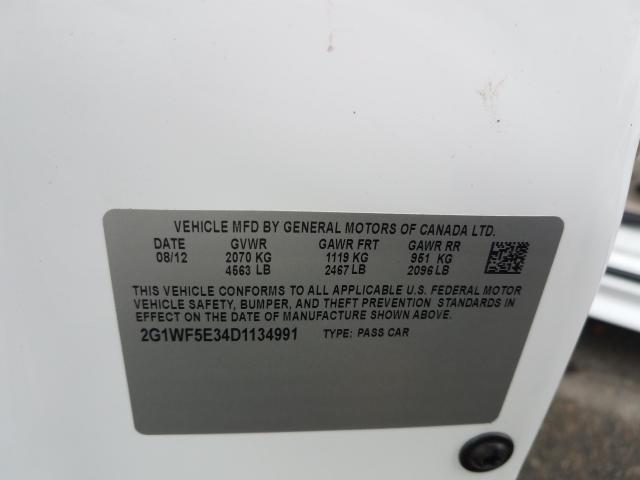 VEHICLE MFD BY GENERAL MOTORS OF CANADA LTD.
DATE GVWR GAWR FRT GAWR RR
08/12 2070 KG 1119 KG 951 KG
4563 LB 2467 LB 2096 LB
THIS VEHICLE CONFORMS TO ALL APPLICABLE U.S. FEDERAL MOTOR
VEHICLE SAFETY, BUMPER, AND THEFT PREVENTION STANDARDS
IN EFFECT ON THE DATE OF MANUFACTURE SHOWN ABOVE.
2G1WF5E34D1134991 TYPE: PASS CAR